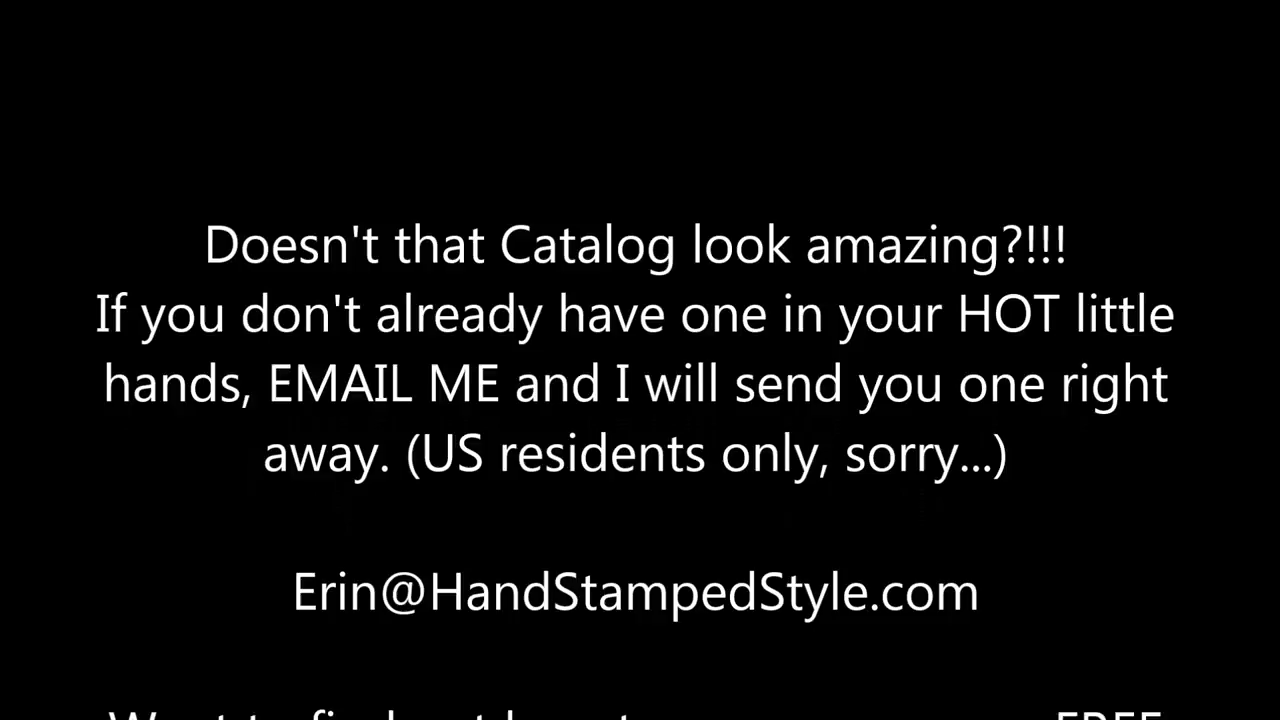 Doesn't that Catalog look amazing?!!!
If you don't already have one in your HOT little
hands, EMAIL ME and I will send you one right
away. (US residents only, sorry...)
Erin@HandStampedStyle.com
FREE